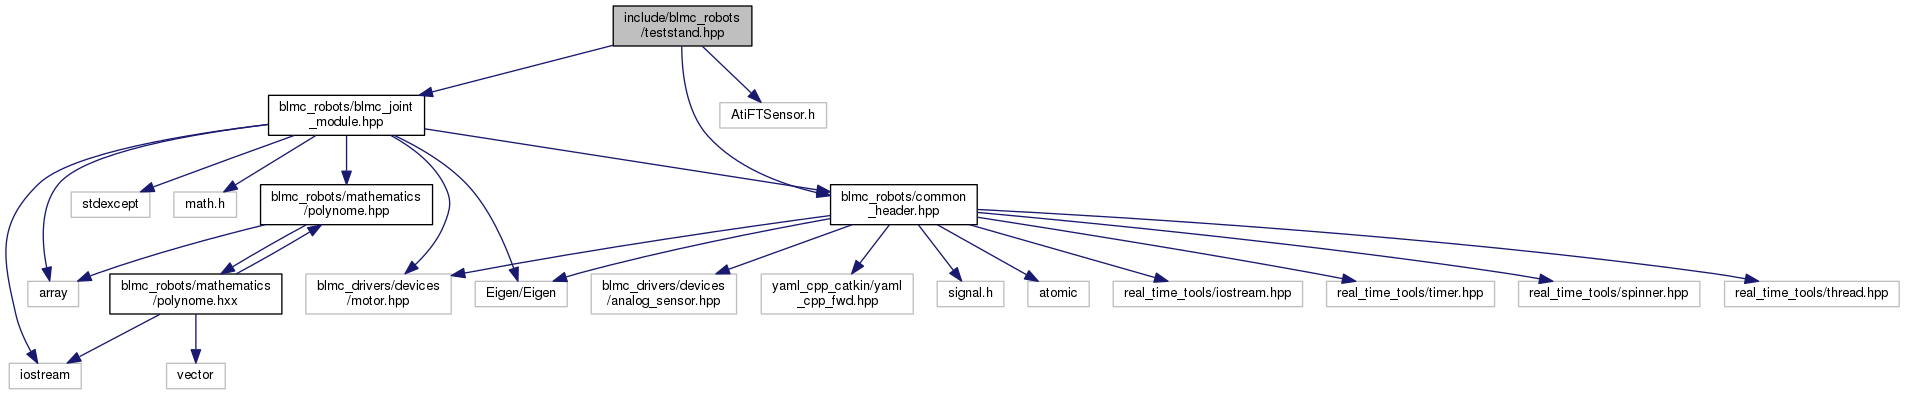 include/blmc_robots
/teststand.hpp
blmc_robots/blmc_joint
_module.hpp
AtiFTSensor.h
stdexcept
math.h
blmc_robots/mathematics
/polynome.hpp
blmc_robots/common
_header.hpp
array
blmc_robots/mathematics
/polynome.hxx
blmc_drivers/devices
/motor.hpp
Eigen/Eigen
blmc_drivers/devices
/analog_sensor.hpp
yaml_cpp_catkin/yaml
_cpp_fwd.hpp
signal.h
atomic
real_time_tools/iostream.hpp
real_time_tools/timer.hpp
real_time_tools/spinner.hpp
real_time_tools/thread.hpp
iostream
vector